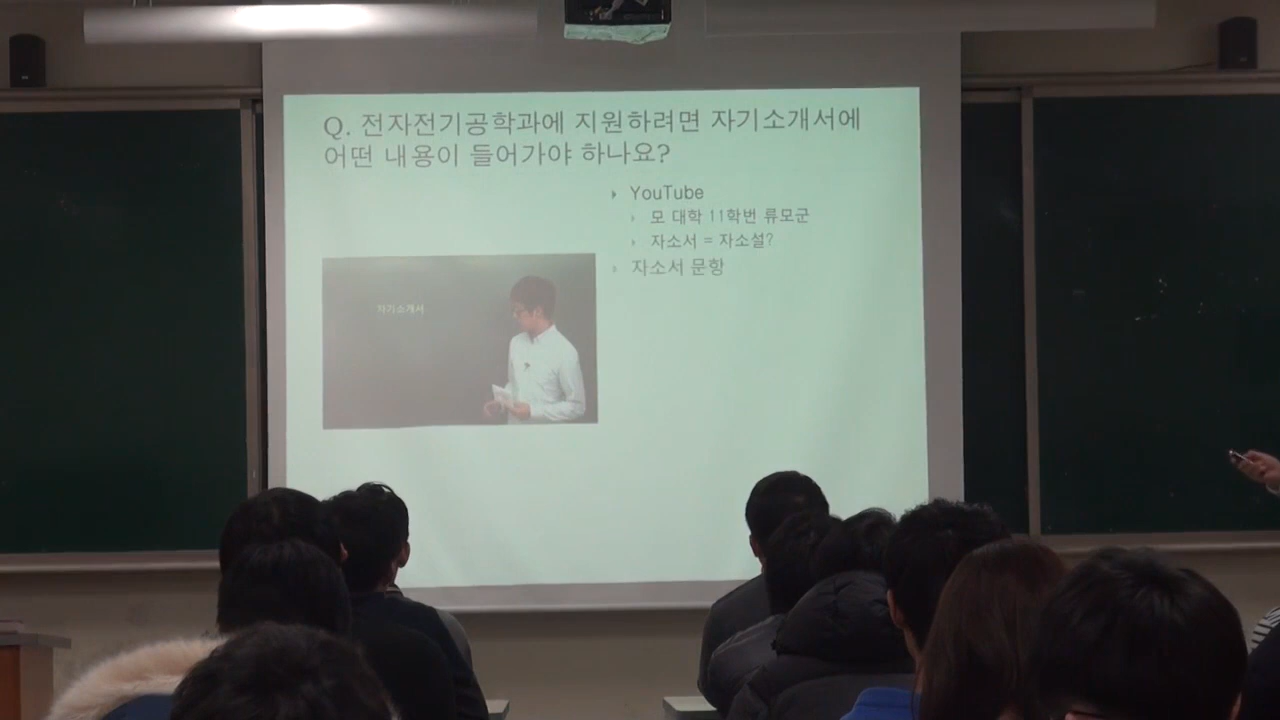 Q. 전자전기공학과에 지원하려면 자기소개서에
어떤 내용이 들어가야 하나요?
YouTube
모 대학 11학번 류모군
자소서 = 자소설?
자소서 문항
자기소개서